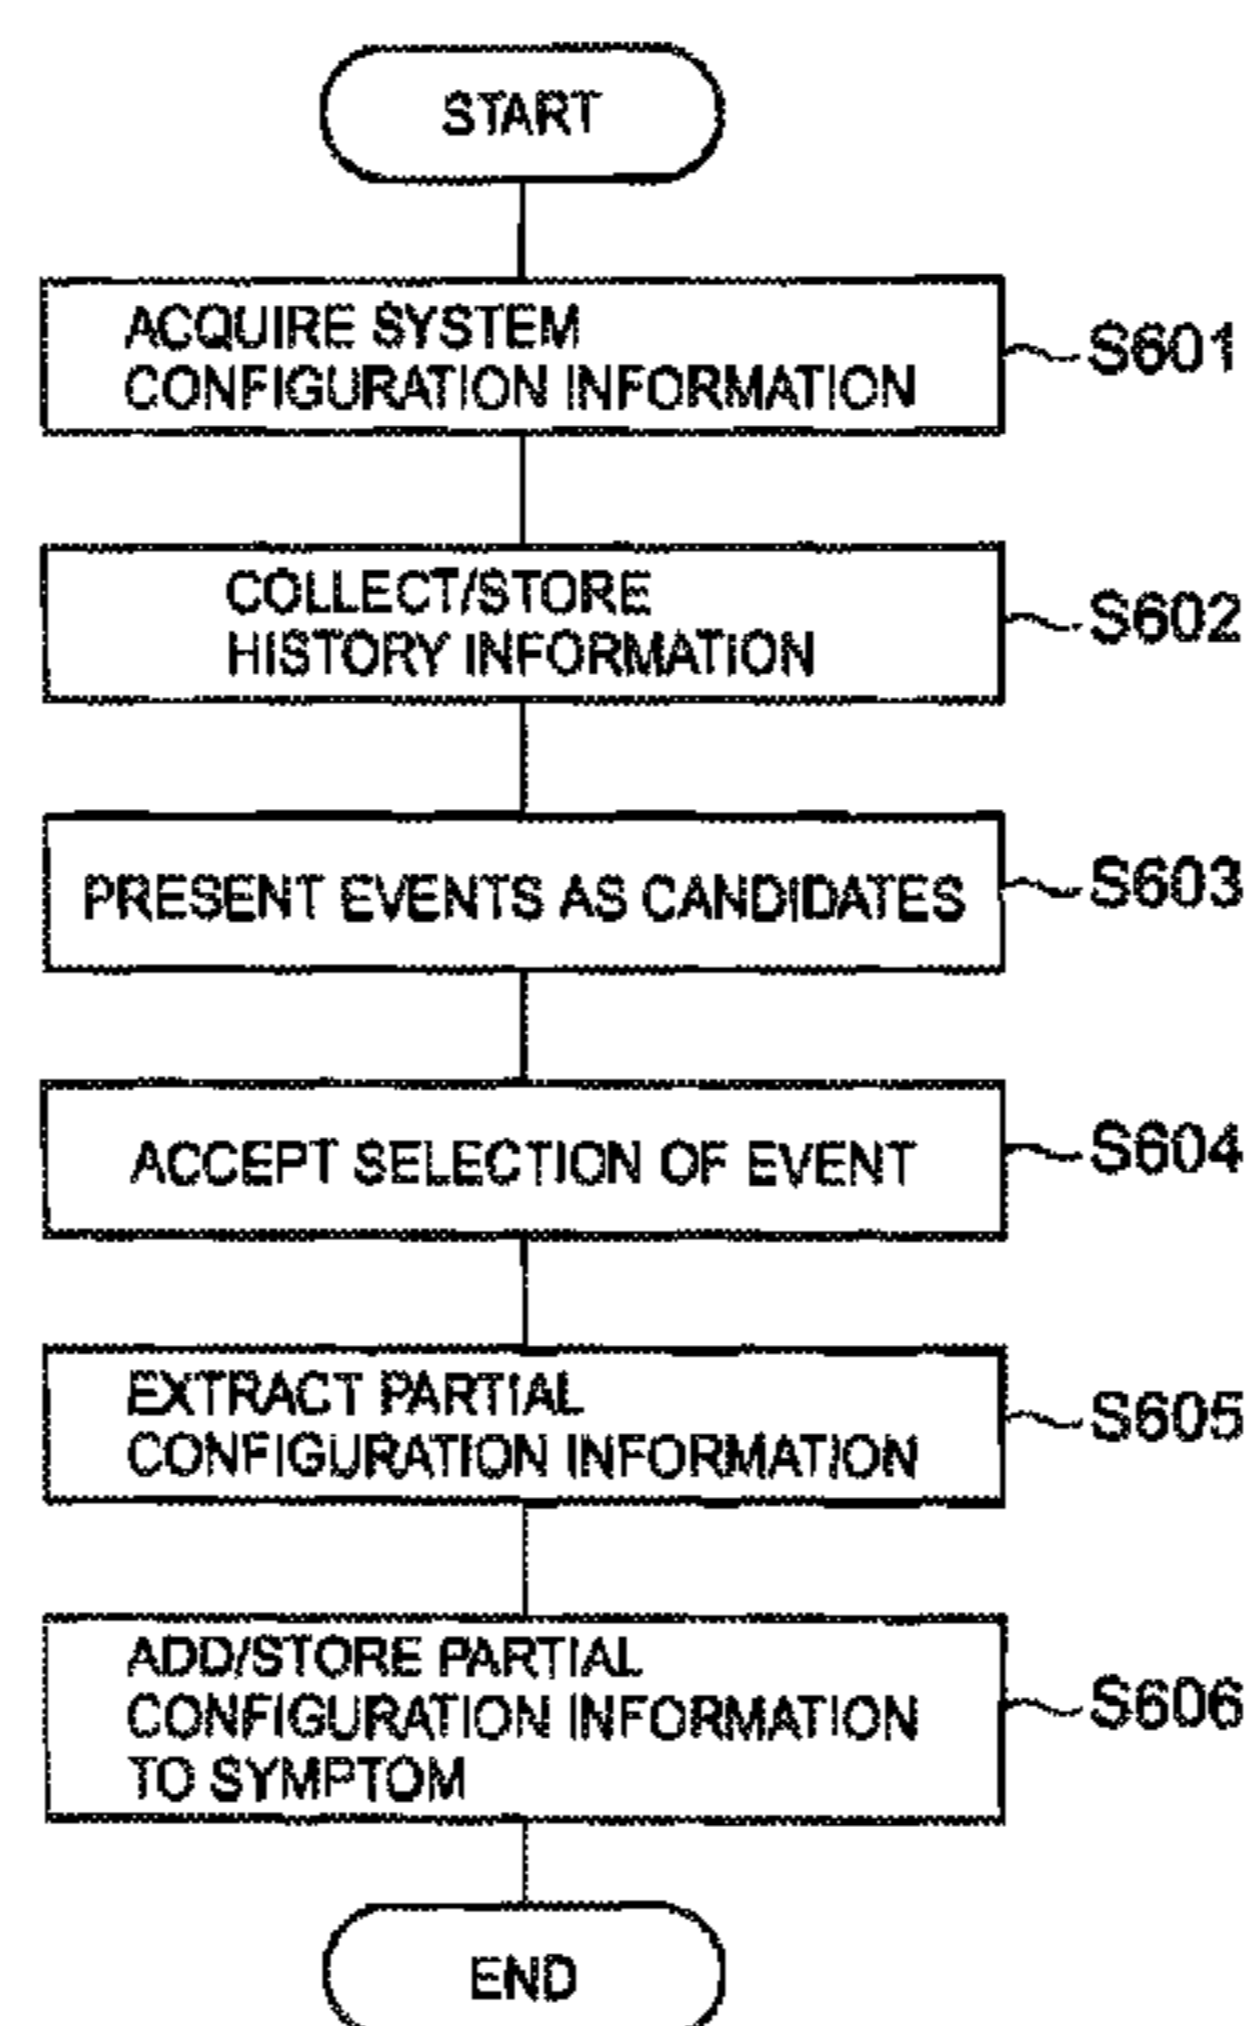 START
ACQUIRE SYSTEM
CONFIGURATION INFORMATION
S601
COLLECT/STORE
HISTORY INFORMATION
S602
PRESENT EVENTS AS CANDIDATES
S603
ACCEPT SELECTION OF EVENT
S604
EXTRACT PARTIAL
CONFIGURATION INFORMATION
S605
ADD/STORE PARTIAL
CONFIGURATION INFORMATION
TO SYMPTOM
S606
END